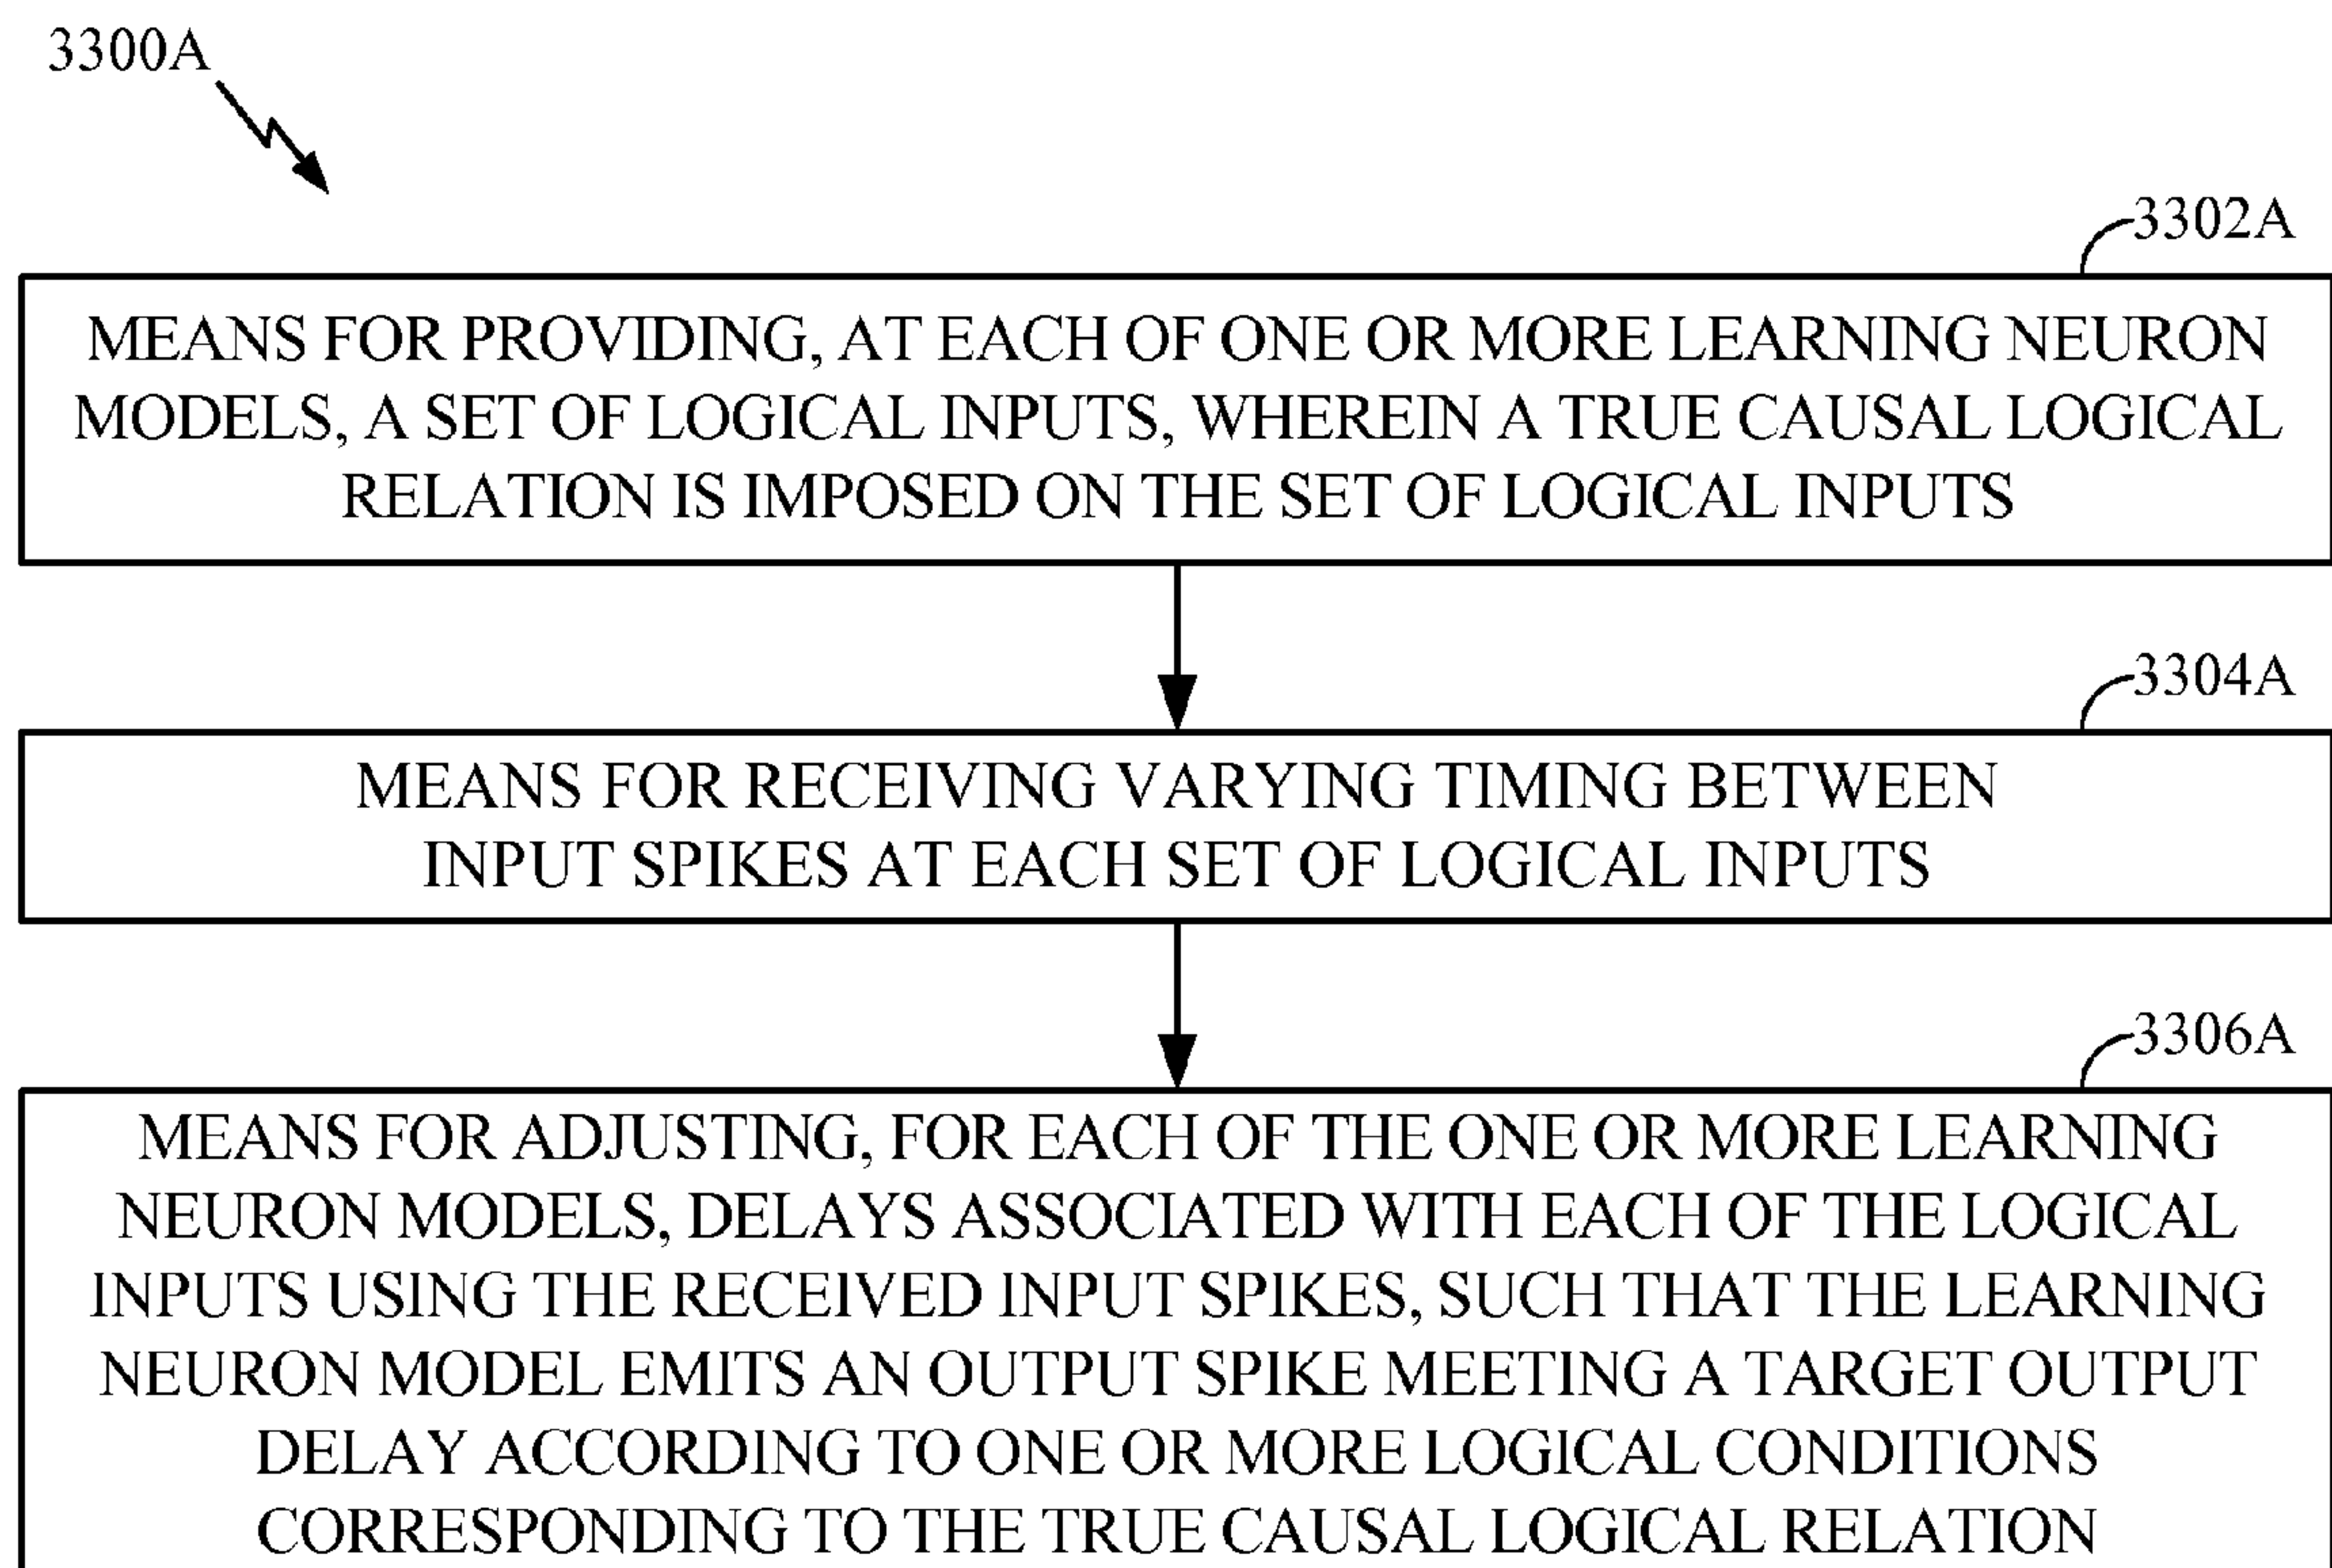 3300A
3302A
MEANS FOR PROVIDING, AT EACH OF ONE OR MORE LEARNING NEURON
MODELS, A SET OF LOGICAL INPUTS, WHEREIN A TRUE CAUSAL LOGICAL
RELATION IS IMPOSED ON THE SET OF LOGICAL INPUTS
3304A
MEANS FOR RECEIVING VARYING TIMING BETWEEN
INPUT SPIKES AT EACH SET OF LOGICAL INPUTS
3306A
MEANS FOR ADJUSTING, FOR EACH OF THE ONE OR MORE LEARNING
NEURON MODELS, DELAYS ASSOCIATED WITH EACH OF THE LOGICAL
INPUTS USING THE RECEIVED INPUT SPIKES, SUCH THAT THE LEARNING
NEURON MODEL EMITS AN OUTPUT SPIKE MEETING A TARGET OUTPUT
DELAY ACCORDING TO ONE OR MORE LOGICAL CONDITIONS
CORRESPONDING TO THE TRUE CAUSAL LOGICAL RELATION